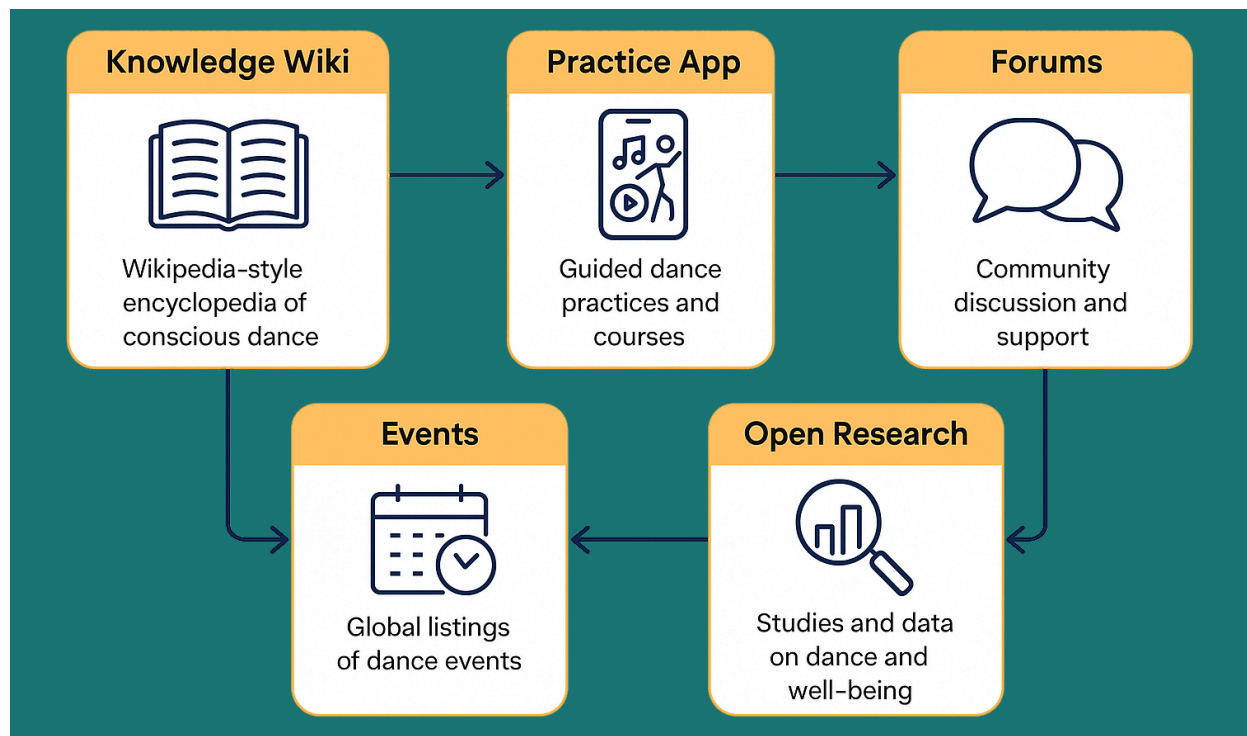 Knowledge Wiki
Wikipedia-style
encyclopedia of
conscious dance
Practice App
Guided dance
practices and
courses
Forums
Community
discussion and
support
Events
Global listings
of dance events
Open Research
Studies and data
on dance and
well-being